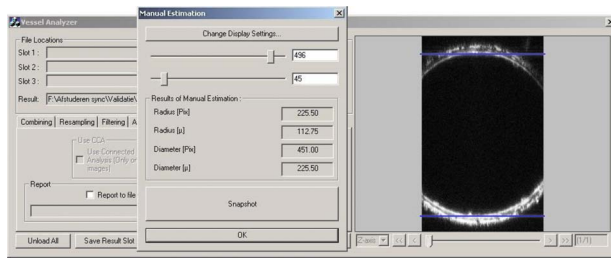 Vessel Analyzer
File Locations
Slot 1 :
Slot 2 :
Slot 3 :
Result: F:\Afstuderen sync\Validatie\
Combining Resampling Filtering A
Use CCA
Use Connected
Analysis (Only on
images)
Report
Report to file
Unload All Save Result Slot
Manual Estimation
Change Display Settings...
496
45
Results of Manual Estimation :
Radius [Pix] 225.50
Radius [µ] 112.75
Diameter [Pix] 451.00
Diameter [µ] 225.50
Snapshot
OK
Z-axis << < > >> (1/1)